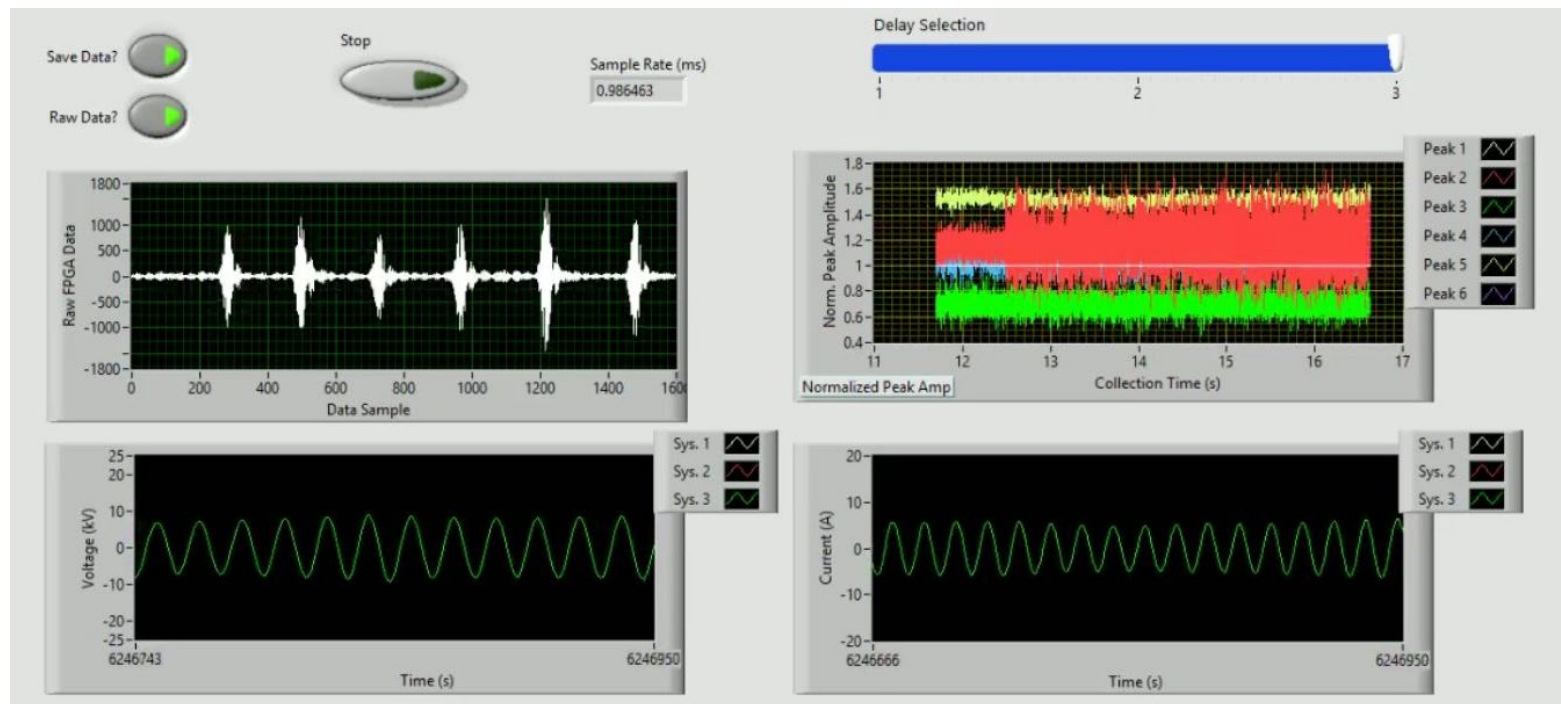 Save Data?
Raw Data?
Stop
Sample Rate (ms)
0.986463
Delay Selection
1 2 3
1800
1000
500
0
-500
-1000
-1800
Raw FPGA Data
0 200 400 600 800 1000 1200 1400 1600
Data Sample
1.8
1.6
1.4
1.2
1
0.8
0.6
0.4
Norm. Peak Amplitude
11 12 13 14 15 16 17
Normalized Peak Amp
Collection Time (s)
Peak 1
Peak 2
Peak 3
Peak 4
Peak 5
Peak 6
25
20
10
0
-10
-20
-25
Voltage (kV)
6246743 6246950
Time (s)
Sys. 1
Sys. 2
Sys. 3
20
10
0
-10
-20
Current (A)
6246666 6246950
Time (s)
Sys. 1
Sys. 2
Sys. 3